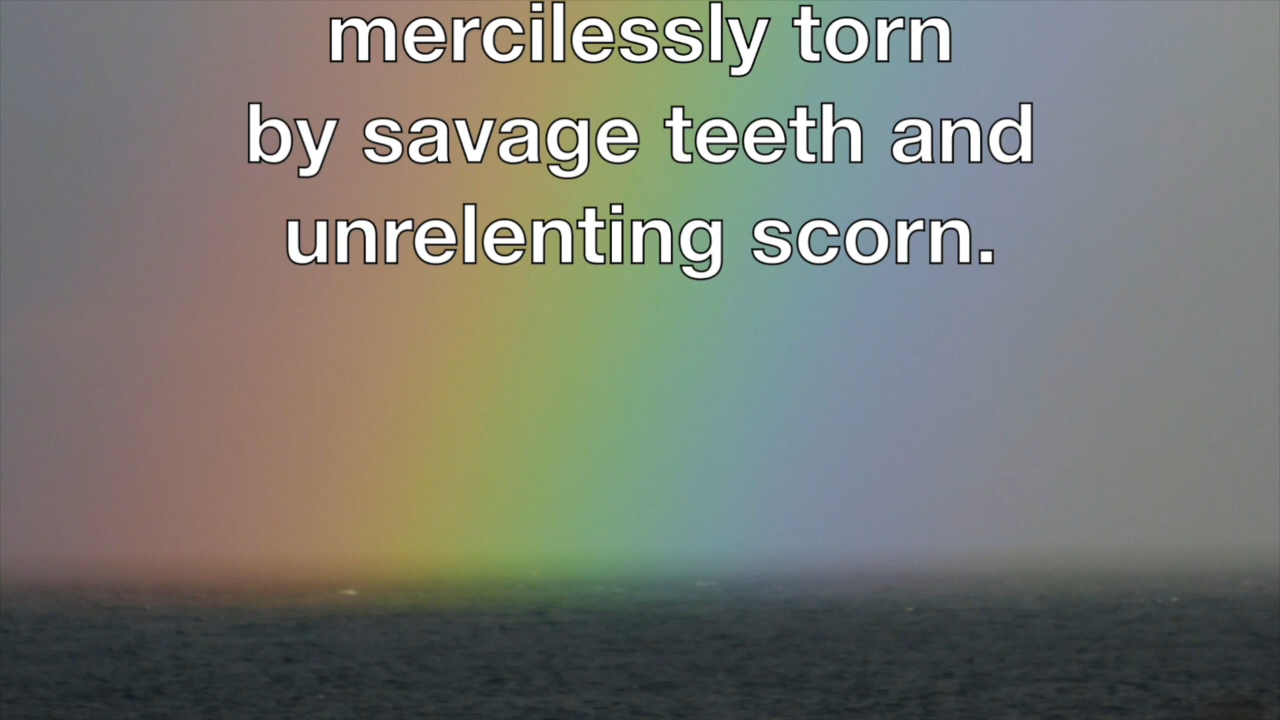 mercilessly torn
by savage teeth and
unrelenting scorn.